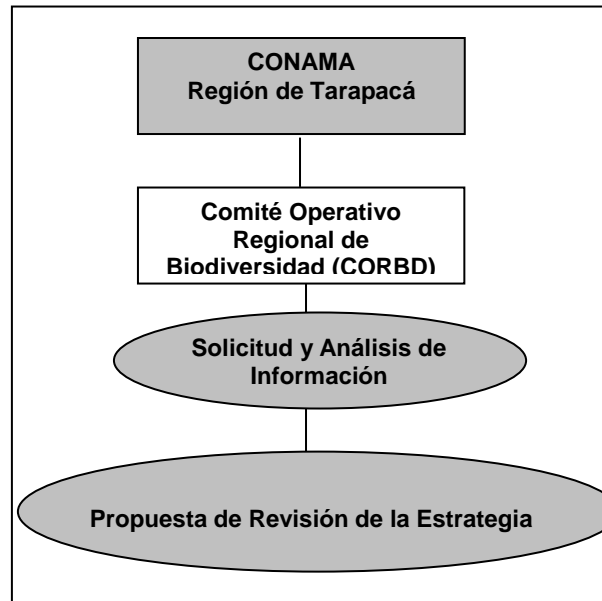 CONAMA
Región de Tarapacá
Comité Operativo
Regional de
Biodiversidad (CORBD)
Solicitud y Análisis de
Información
Propuesta de Revisión de la Estrategia